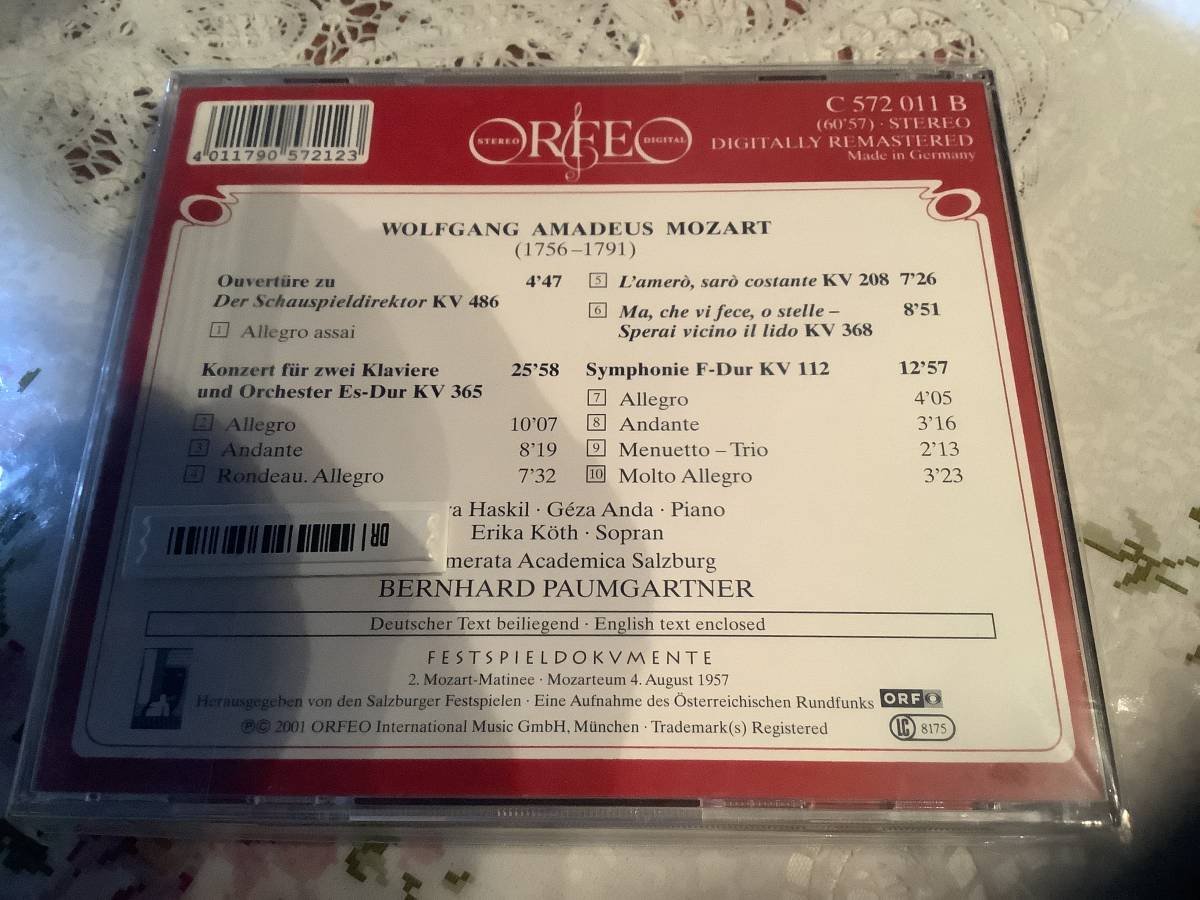 4 011790 572123
STEREO ORFEO DIGITAL
C 572 011 B
(60'57) · STEREO
DIGITALLY REMASTERED
Made in Germany
WOLFGANG AMADEUS MOZART
(1756–1791)
Ouvertüre zu 4'47
Der Schauspieldirektor KV 486
1 Allegro assai
Konzert für zwei Klaviere 25'58
und Orchester Es-Dur KV 365
2 Allegro 10'07
3 Andante 8'19
4 Rondeau. Allegro 7'32
5 L'amerò, sarò costante KV 208 7'26
6 Ma, che vi fece, o stelle – 8'51
Sperai vicino il lido KV 368
Symphonie F-Dur KV 112 12'57
7 Allegro 4'05
8 Andante 3'16
9 Menuetto – Trio 2'13
10 Molto Allegro 3'23
ra Haskil · Géza Anda · Piano
Erika Köth · Sopran
merata Academica Salzburg
BERNHARD PAUMGARTNER
DR
Deutscher Text beiliegend · English text enclosed
FESTSPIELDOKVMENTE
2. Mozart-Matinee · Mozarteum 4. August 1957
Herausgegeben von den Salzburger Festspielen · Eine Aufnahme des Österreichischen Rundfunks ORF
℗© 2001 ORFEO International Music GmbH, München · Trademark(s) Registered
LC 8175